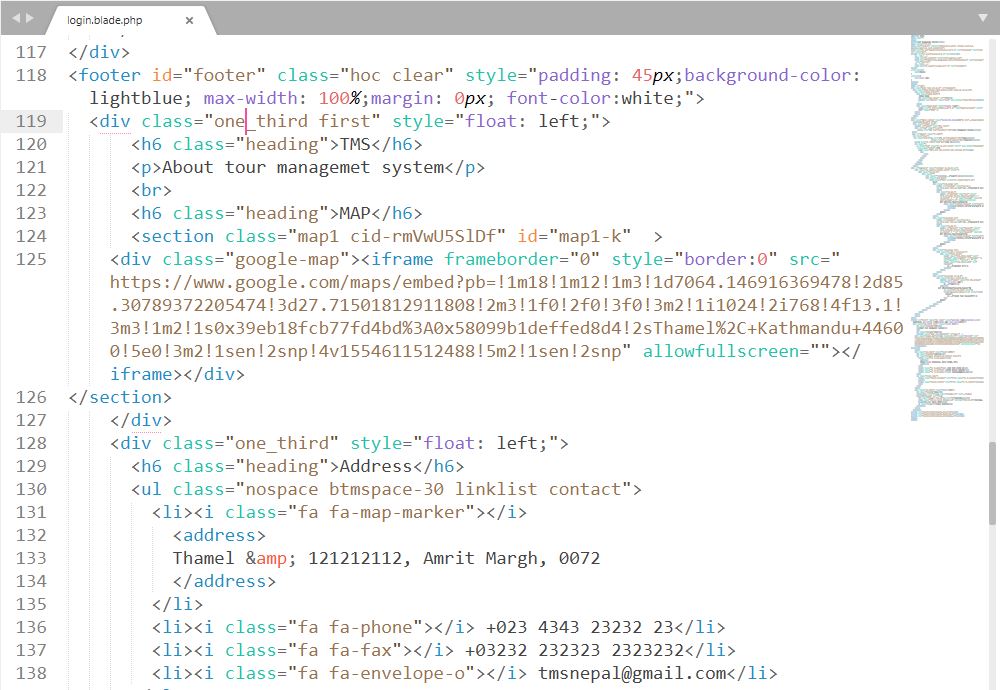 login.blade.php ×
117 </div>
118 <footer id="footer" class="hoc clear" style="padding: 45px;background-color:
lightblue; max-width: 100%;margin: 0px; font-color:white;">
119 <div class="one_third first" style="float: left;">
120 <h6 class="heading">TMS</h6>
121 <p>About tour managemet system</p>
122 <br>
123 <h6 class="heading">MAP</h6>
124 <section class="map1 cid-rmVwU5SlDf" id="map1-k"  >
125 <div class="google-map"><iframe frameborder="0" style="border:0" src="
https://www.google.com/maps/embed?pb=!1m18!1m12!1m3!1d7064.146916369478!2d85
.30789372205474!3d27.71501812911808!2m3!1f0!2f0!3f0!3m2!1i1024!2i768!4f13.1!
3m3!1m2!1s0x39eb18fcb77fd4bd%3A0x58099b1deffed8d4!2sThamel%2C+Kathmandu+4460
0!5e0!3m2!1sen!2snp!4v1554611512488!5m2!1sen!2snp" allowfullscreen=""></
iframe></div>
126 </section>
127 </div>
128 <div class="one_third" style="float: left;">
129 <h6 class="heading">Address</h6>
130 <ul class="nospace btmspace-30 linklist contact">
131 <li><i class="fa fa-map-marker"></i>
132 <address>
133 Thamel &amp; 121212112, Amrit Margh, 0072
134 </address>
135 </li>
136 <li><i class="fa fa-phone"></i> +023 4343 23232 23</li>
137 <li><i class="fa fa-fax"></i> +03232 232323 2323232</li>
138 <li><i class="fa fa-envelope-o"></i> tmsnepal@gmail.com</li>